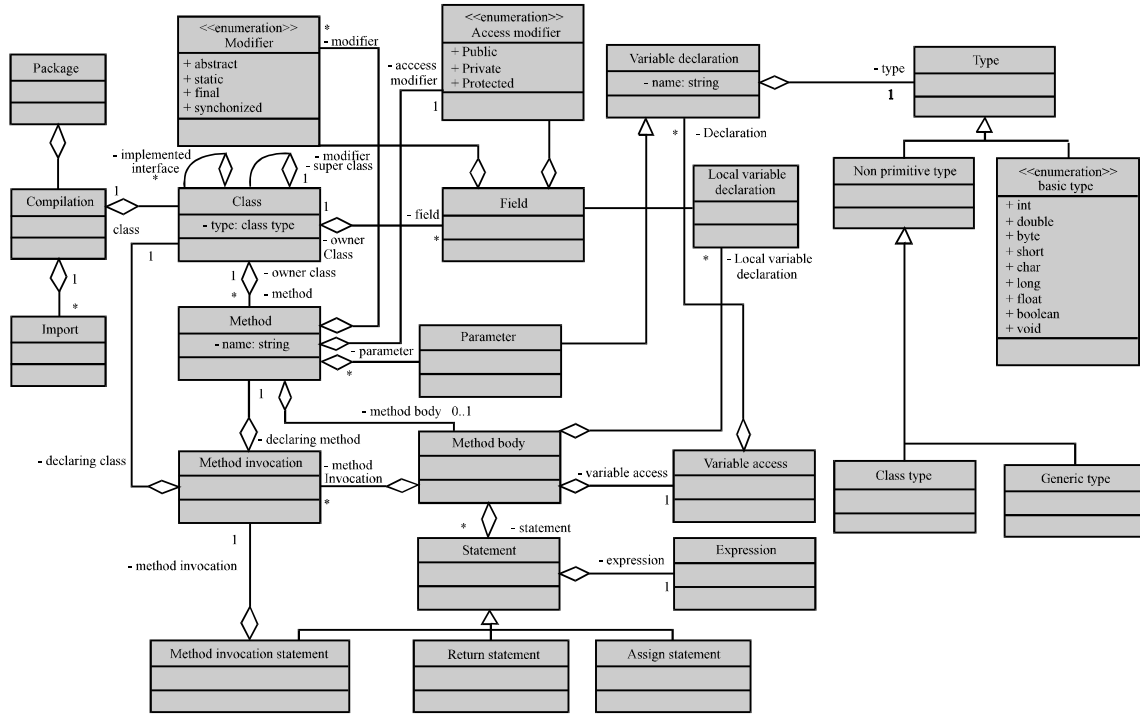 <<enumeration>>
Modifier
+ abstract
+ static
+ final
+ synchonized
*
- modifier
<<enumeration>>
Access modifier
+ Public
+ Private
+ Protected
- acccess
modifier
1
Variable declaration
- name: string
- type
1
Type
Package
- implemented
interface
*
- modifier
- super class
1
*
- Declaration
Non primitive type
<<enumeration>>
basic type
+ int
+ double
+ byte
+ short
+ char
+ long
+ float
+ boolean
+ void
Compilation
1
class
Class
- type: class type
1
- field
*
- owner
Class
Field
Local variable
declaration
*
- Local variable
declaration
1
*
Import
1
1
- owner class
*
- method
Method
- name: string
- parameter
*
Parameter
1
- method body
0..1
- declaring method
- declaring class
Method invocation
- method
Invocation
*
Method body
- variable access
1
Variable access
Class type
Generic type
1
- method invocation
*
- statement
Statement
- expression
1
Expression
Method invocation statement
Return statement
Assign statement